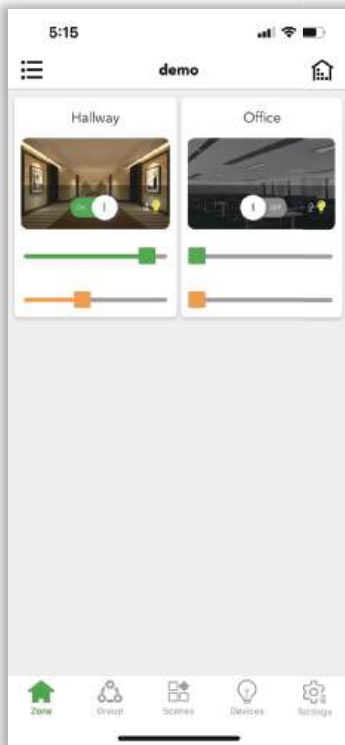 5:15
demo
Hallway
Office
ON
OFF
2
Zone
Group
Scenes
Devices
Settings